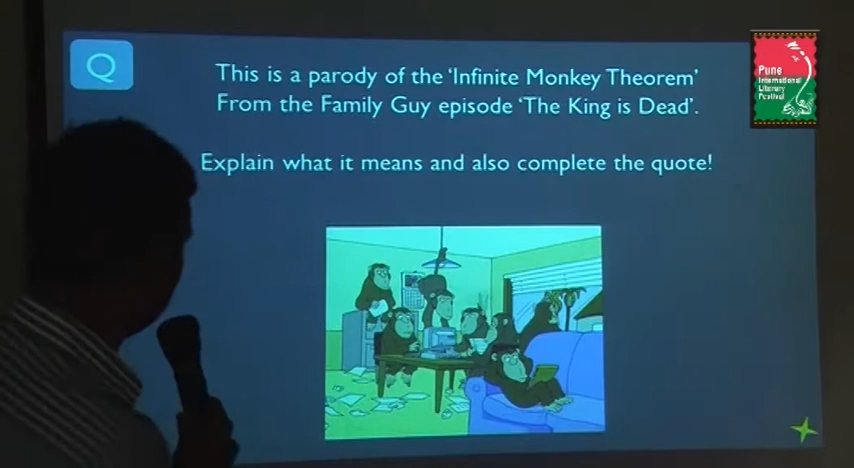 Q
This is a parody of the 'Infinite Monkey Theorem'
From the Family Guy episode 'The King is Dead'.
Explain what it means and also complete the quote!
Pune
International
Literary
Festival